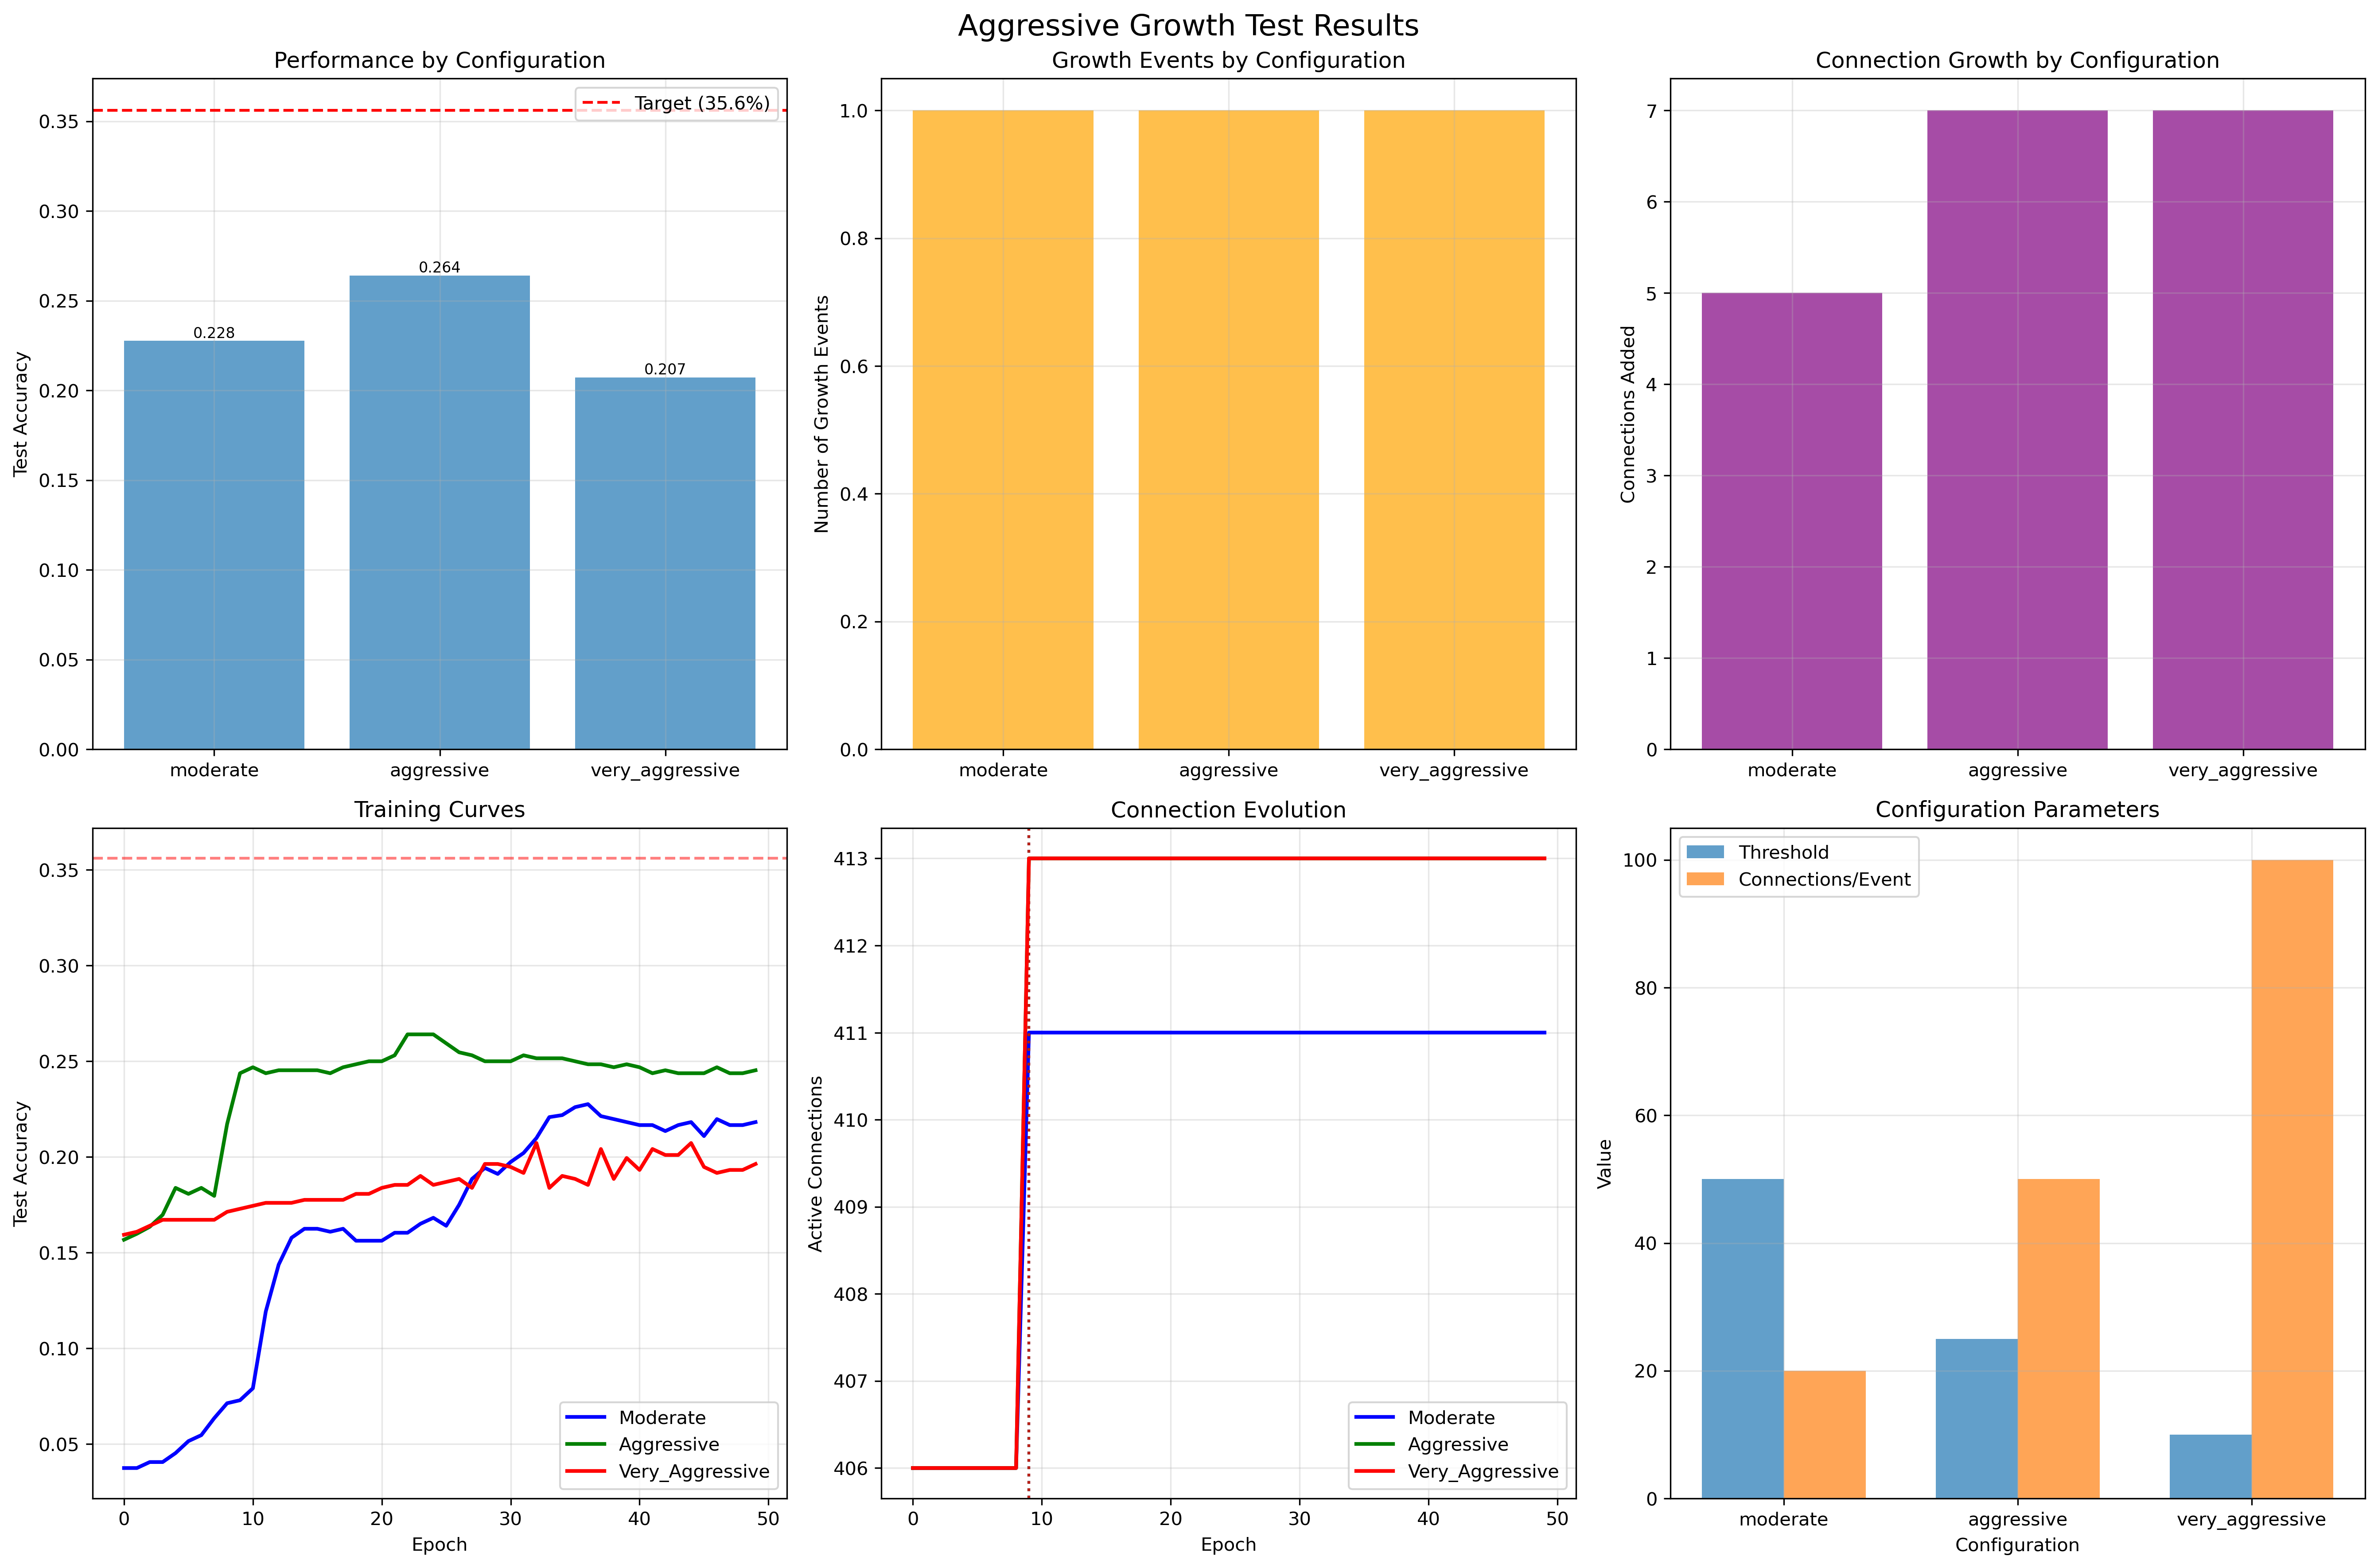 Aggressive Growth Test Results
Performance by Configuration
Target (35.6%)
0.35
0.30
0.25
0.20
0.15
0.10
0.05
0.00
Test Accuracy
0.228
0.264
0.207
moderate
aggressive
very_aggressive
Growth Events by Configuration
1.0
0.8
0.6
0.4
0.2
0.0
Number of Growth Events
moderate
aggressive
very_aggressive
Connection Growth by Configuration
7
6
5
4
3
2
1
0
Connections Added
moderate
aggressive
very_aggressive
Training Curves
0.35
0.30
0.25
0.20
0.15
0.10
0.05
Test Accuracy
Moderate
Aggressive
Very_Aggressive
0
10
20
30
40
50
Epoch
Connection Evolution
413
412
411
410
409
408
407
406
Active Connections
Moderate
Aggressive
Very_Aggressive
0
10
20
30
40
50
Epoch
Configuration Parameters
Threshold
Connections/Event
100
80
60
40
20
0
Value
moderate
aggressive
very_aggressive
Configuration